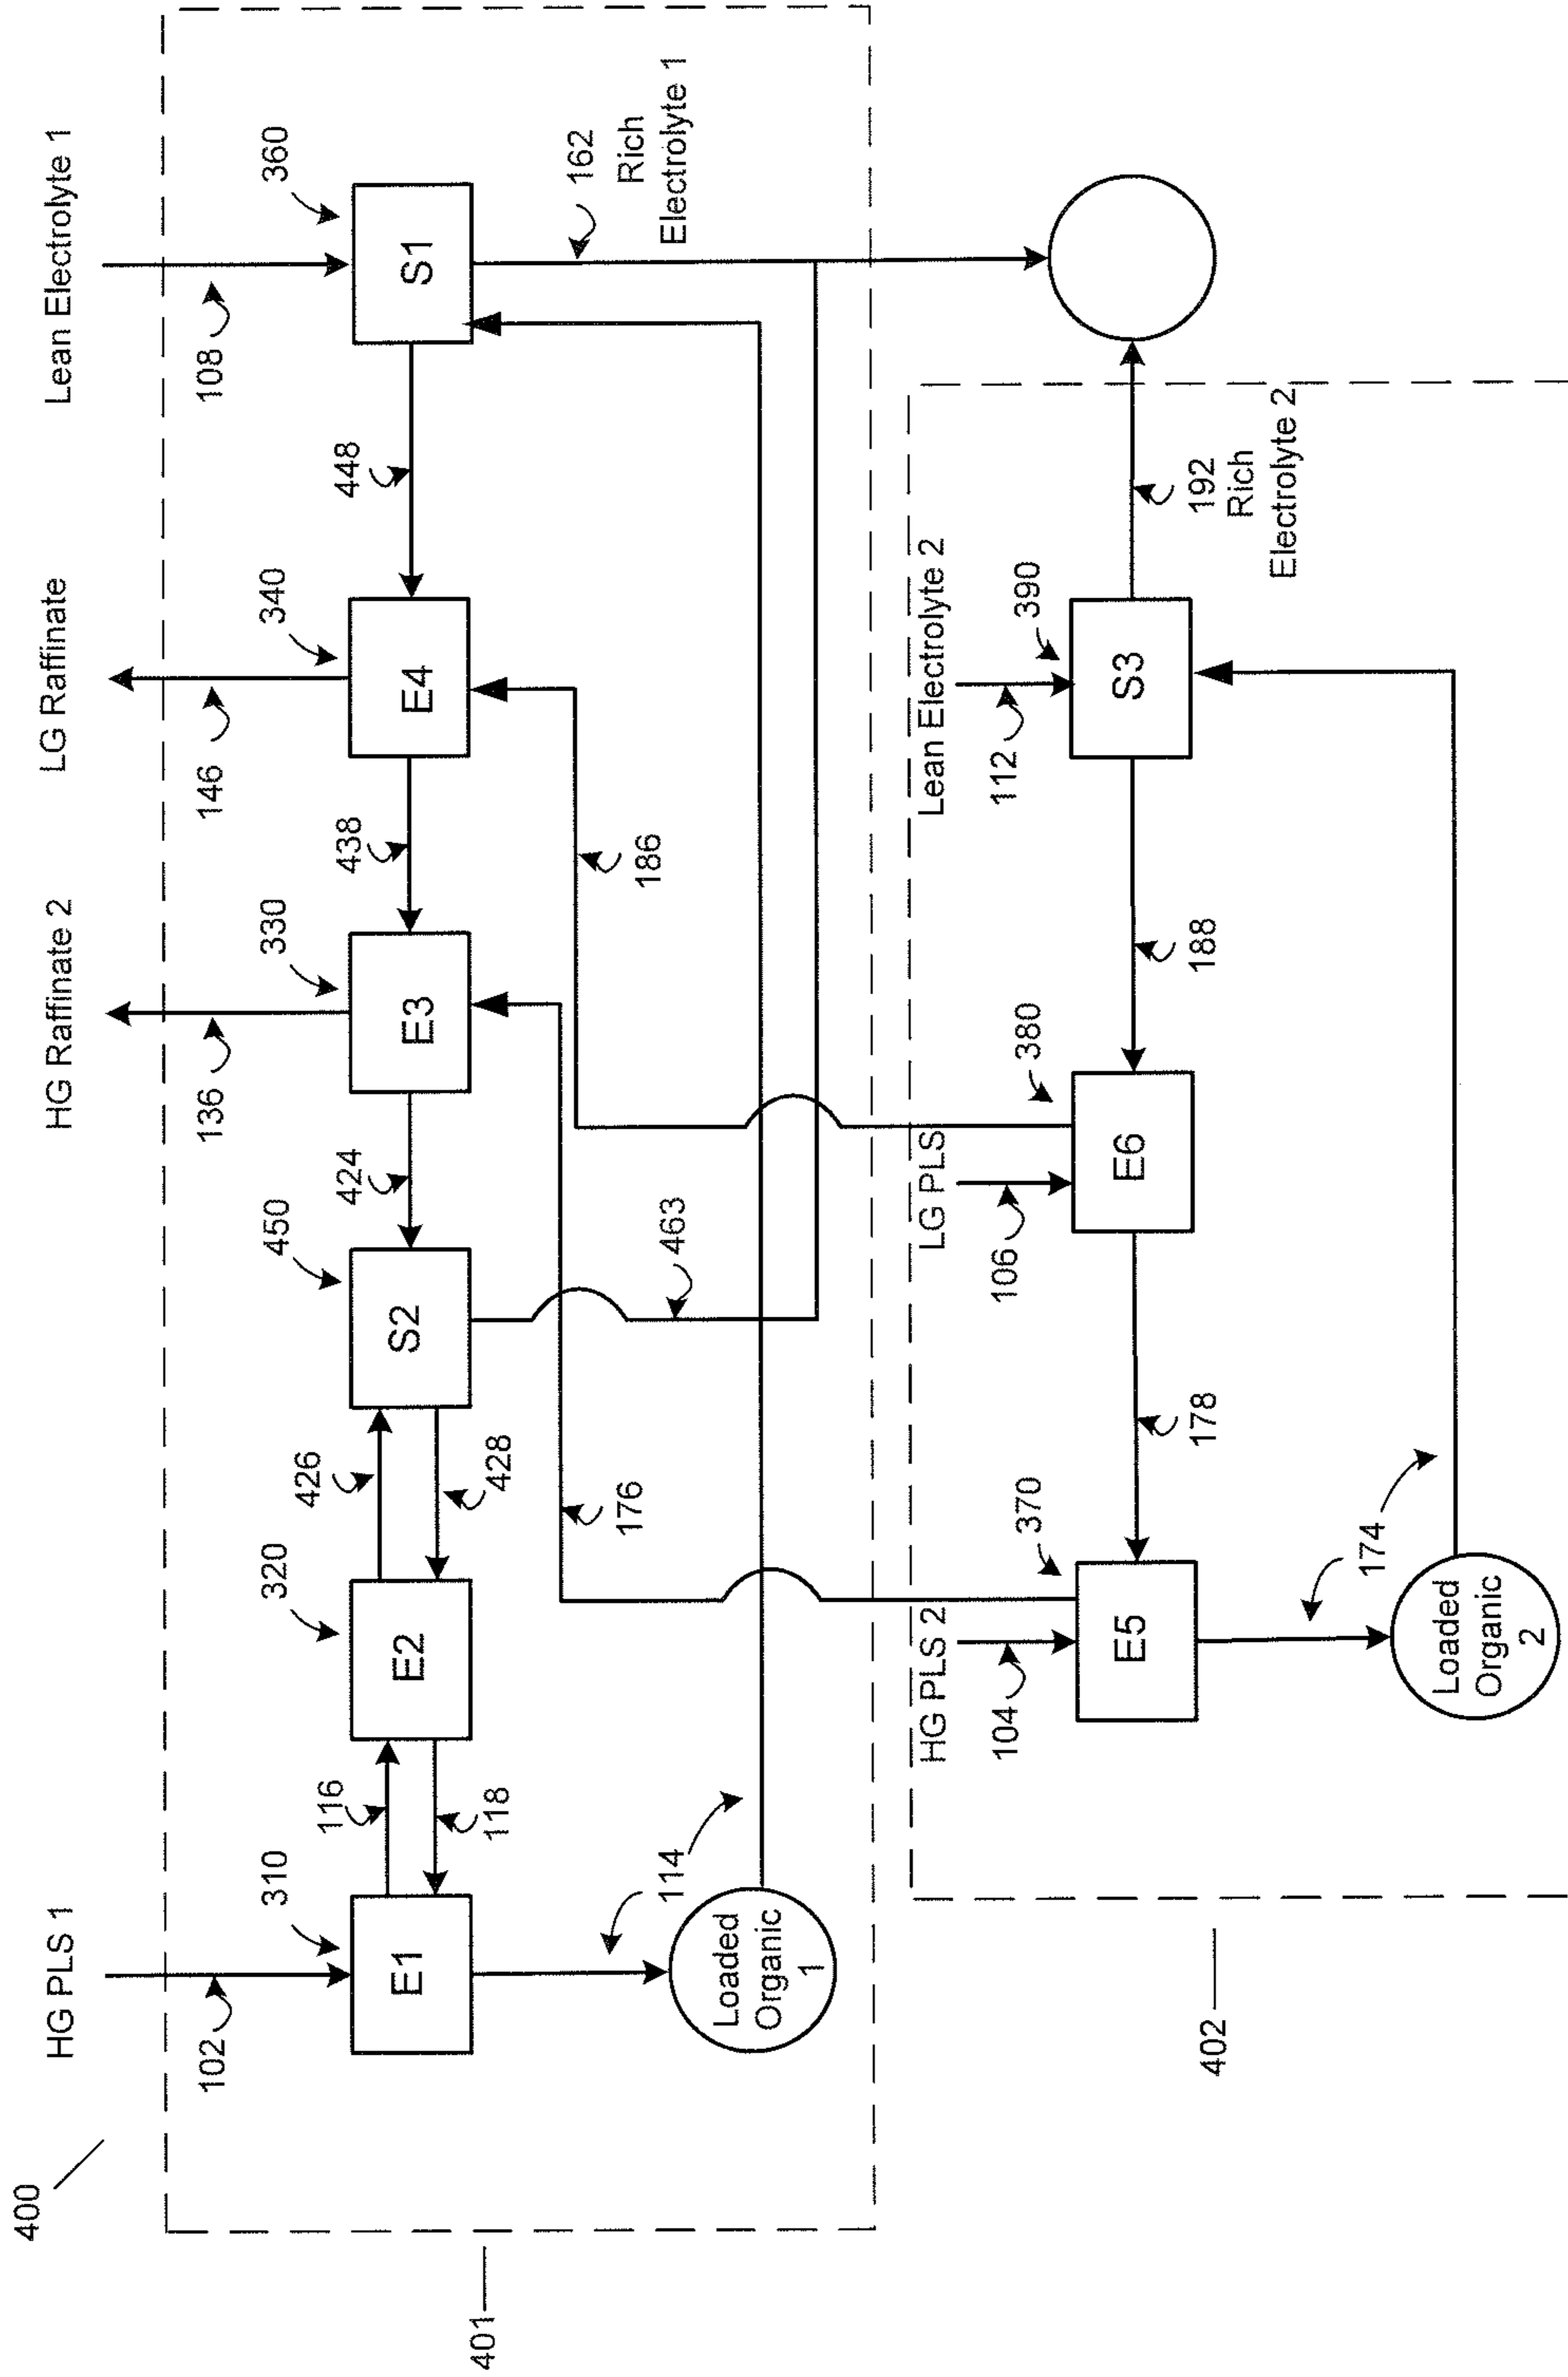 400
HG PLS 1
HG Raffinate 2
LG Raffinate
Lean Electrolyte 1
102
136
146
108
401
310
320
450
330
340
360
E1
E2
S2
E3
E4
S1
116
118
426
428
424
438
448
162
Rich
Electrolyte 1
114
Loaded
Organic
1
176
463
186
402
HG PLS 2
LG PLS
Lean Electrolyte 2
104
106
112
370
380
390
E5
E6
S3
178
188
192
Rich
Electrolyte 2
174
Loaded
Organic
2